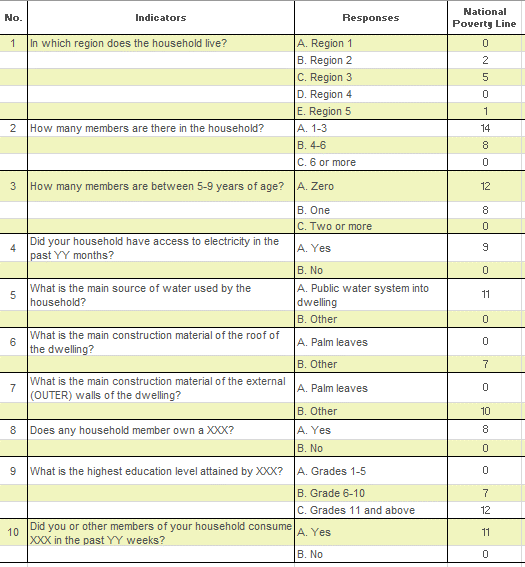 No. Indicators Responses National Poverty Line
1 In which region does the household live? A. Region 1 0
B. Region 2 2
C. Region 3 5
D. Region 4 0
E. Region 5 1
2 How many members are there in the household? A. 1-3 14
B. 4-6 8
C. 6 or more 0
3 How many members are between 5-9 years of age? A. Zero 12
B. One 8
C. Two or more 0
4 Did your household have access to electricity in the past YY months? A. Yes 9
B. No 0
5 What is the main source of water used by the household? A. Public water system into dwelling 11
B. Other 0
6 What is the main construction material of the roof of the dwelling? A. Palm leaves 0
B. Other 7
7 What is the main construction material of the external (OUTER) walls of the dwelling? A. Palm leaves 0
B. Other 10
8 Does any household member own a XXX? A. Yes 8
B. No 0
9 What is the highest education level attained by XXX? A. Grades 1-5 0
B. Grade 6-10 7
C. Grades 11 and above 12
10 Did you or other members of your household consume XXX in the past YY weeks? A. Yes 11
B. No 0